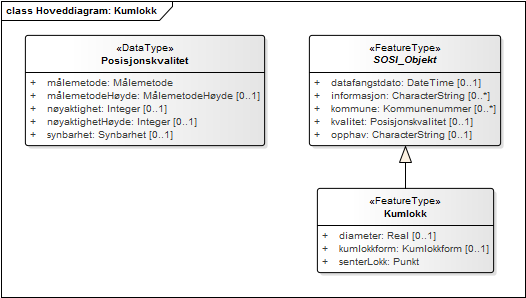 class Hoveddiagram: Kumlokk
«DataType»
Posisjonskvalitet
+ målemetode: Målemetode
+ målemetodeHøyde: MålemetodeHøyde [0..1]
+ nøyaktighet: Integer [0..1]
+ nøyaktighetHøyde: Integer [0..1]
+ synbarhet: Synbarhet [0..1]
«FeatureType»
SOSI_Objekt
+ datafangstdato: DateTime [0..1]
+ informasjon: CharacterString [0..*]
+ kommune: Kommunenummer [0..*]
+ kvalitet: Posisjonskvalitet [0..1]
+ opphav: CharacterString [0..1]
«FeatureType»
Kumlokk
+ diameter: Real [0..1]
+ kumlokkform: Kumlokkform [0..1]
+ senterLokk: Punkt